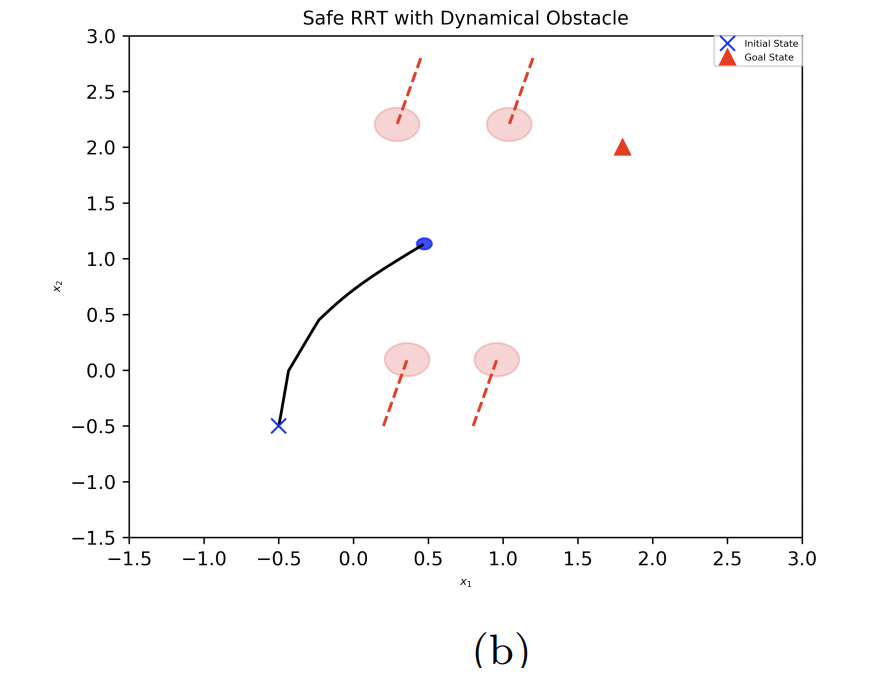 Safe RRT with Dynamical Obstacle
Initial State
Goal State
3.0
2.5
2.0
1.5
1.0
0.5
0.0
−0.5
−1.0
−1.5
x₂
−1.5 −1.0 −0.5 0.0 0.5 1.0 1.5 2.0 2.5 3.0
x₁
(b)